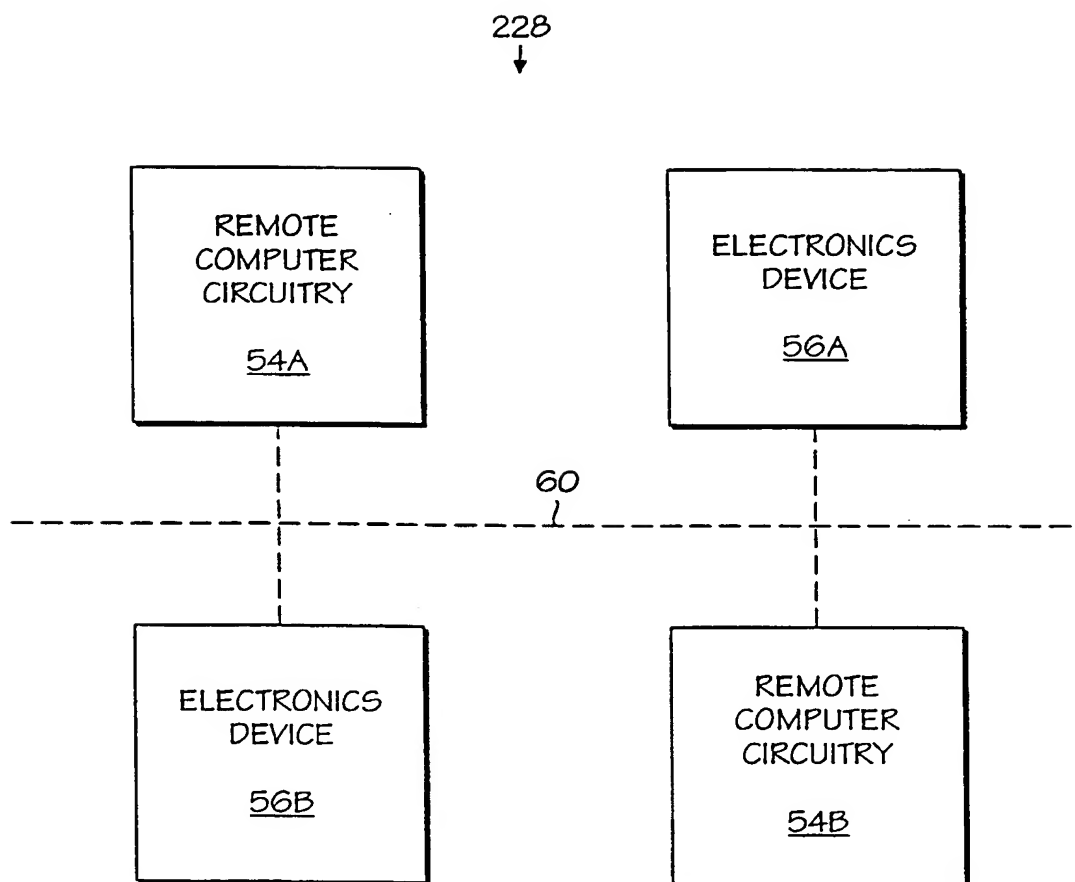 228
REMOTE
COMPUTER
CIRCUITRY
54A
ELECTRONICS
DEVICE
56A
60
ELECTRONICS
DEVICE
56B
REMOTE
COMPUTER
CIRCUITRY
54B